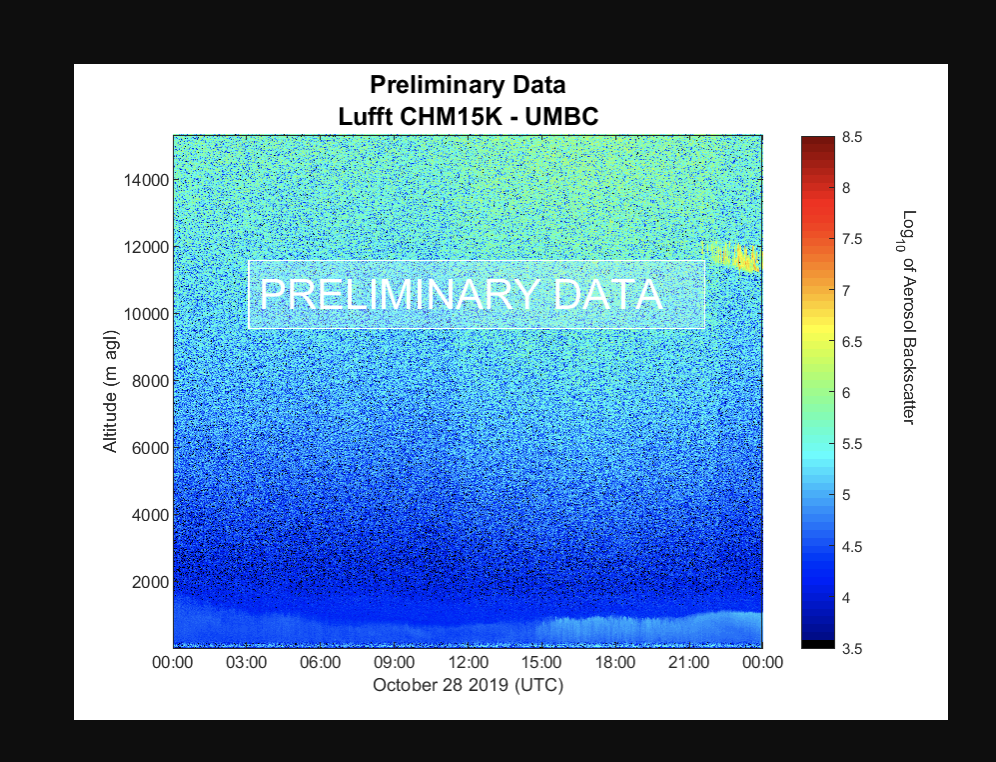 Preliminary Data
Lufft CHM15K - UMBC
14000
12000
10000
8000
6000
4000
2000
Altitude (m agl)
PRELIMINARY DATA
00:00 03:00 06:00 09:00 12:00 15:00 18:00 21:00 00:00
October 28 2019 (UTC)
8.5
8
7.5
7
6.5
6
5.5
5
4.5
4
3.5
Log10 of Aerosol Backscatter